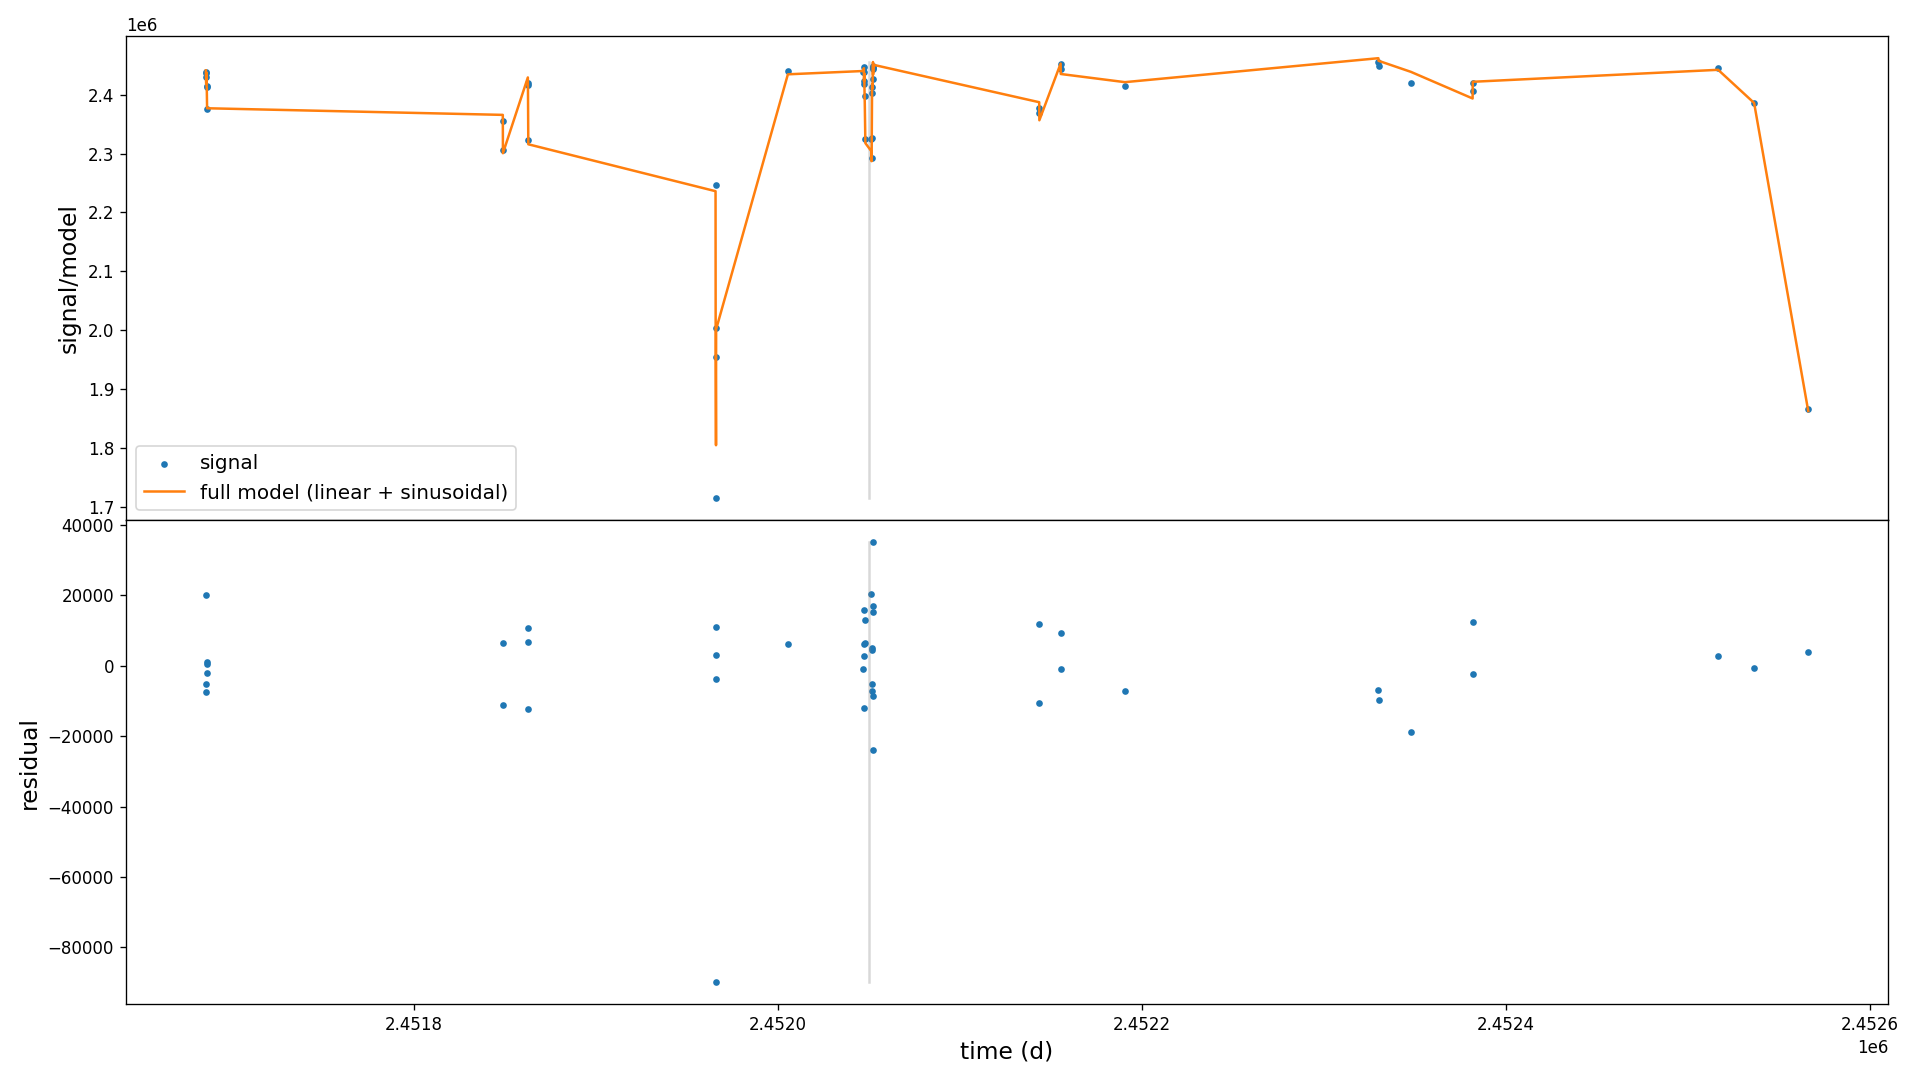 1e6
signal/model
2.4
2.3
2.2
2.1
2.0
1.9
1.8
1.7
signal
full model (linear + sinusoidal)
residual
40000
20000
0
−20000
−40000
−60000
−80000
2.4518
2.4520
2.4522
2.4524
2.4526
1e6
time (d)